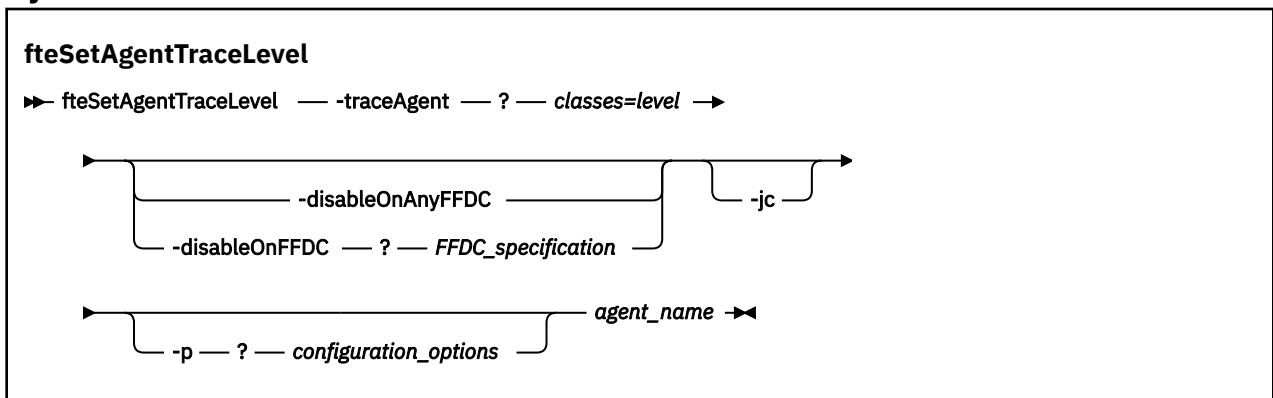 fteSetAgentTraceLevel
fteSetAgentTraceLevel -traceAgent ? classes=level
-disableOnAnyFFDC
-jc
-disableOnFFDC ? FFDC_specification
agent_name
-p ? configuration_options